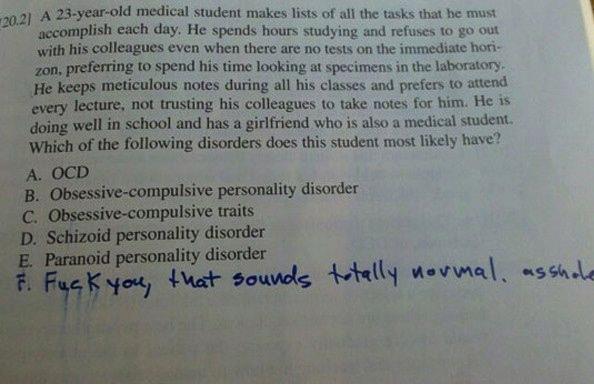 20.2] A 23-year-old medical student makes lists of all the tasks that he must
accomplish each day. He spends hours studying and refuses to go out
with his colleagues even when there are no tests on the immediate hori-
zon, preferring to spend his time looking at specimens in the laboratory.
He keeps meticulous notes during all his classes and prefers to attend
every lecture, not trusting his colleagues to take notes for him. He is
doing well in school and has a girlfriend who is also a medical student.
Which of the following disorders does this student most likely have?
A. OCD
B. Obsessive-compulsive personality disorder
C. Obsessive-compulsive traits
D. Schizoid personality disorder
E. Paranoid personality disorder
F. Fuck you, that sounds totally normal. asshole